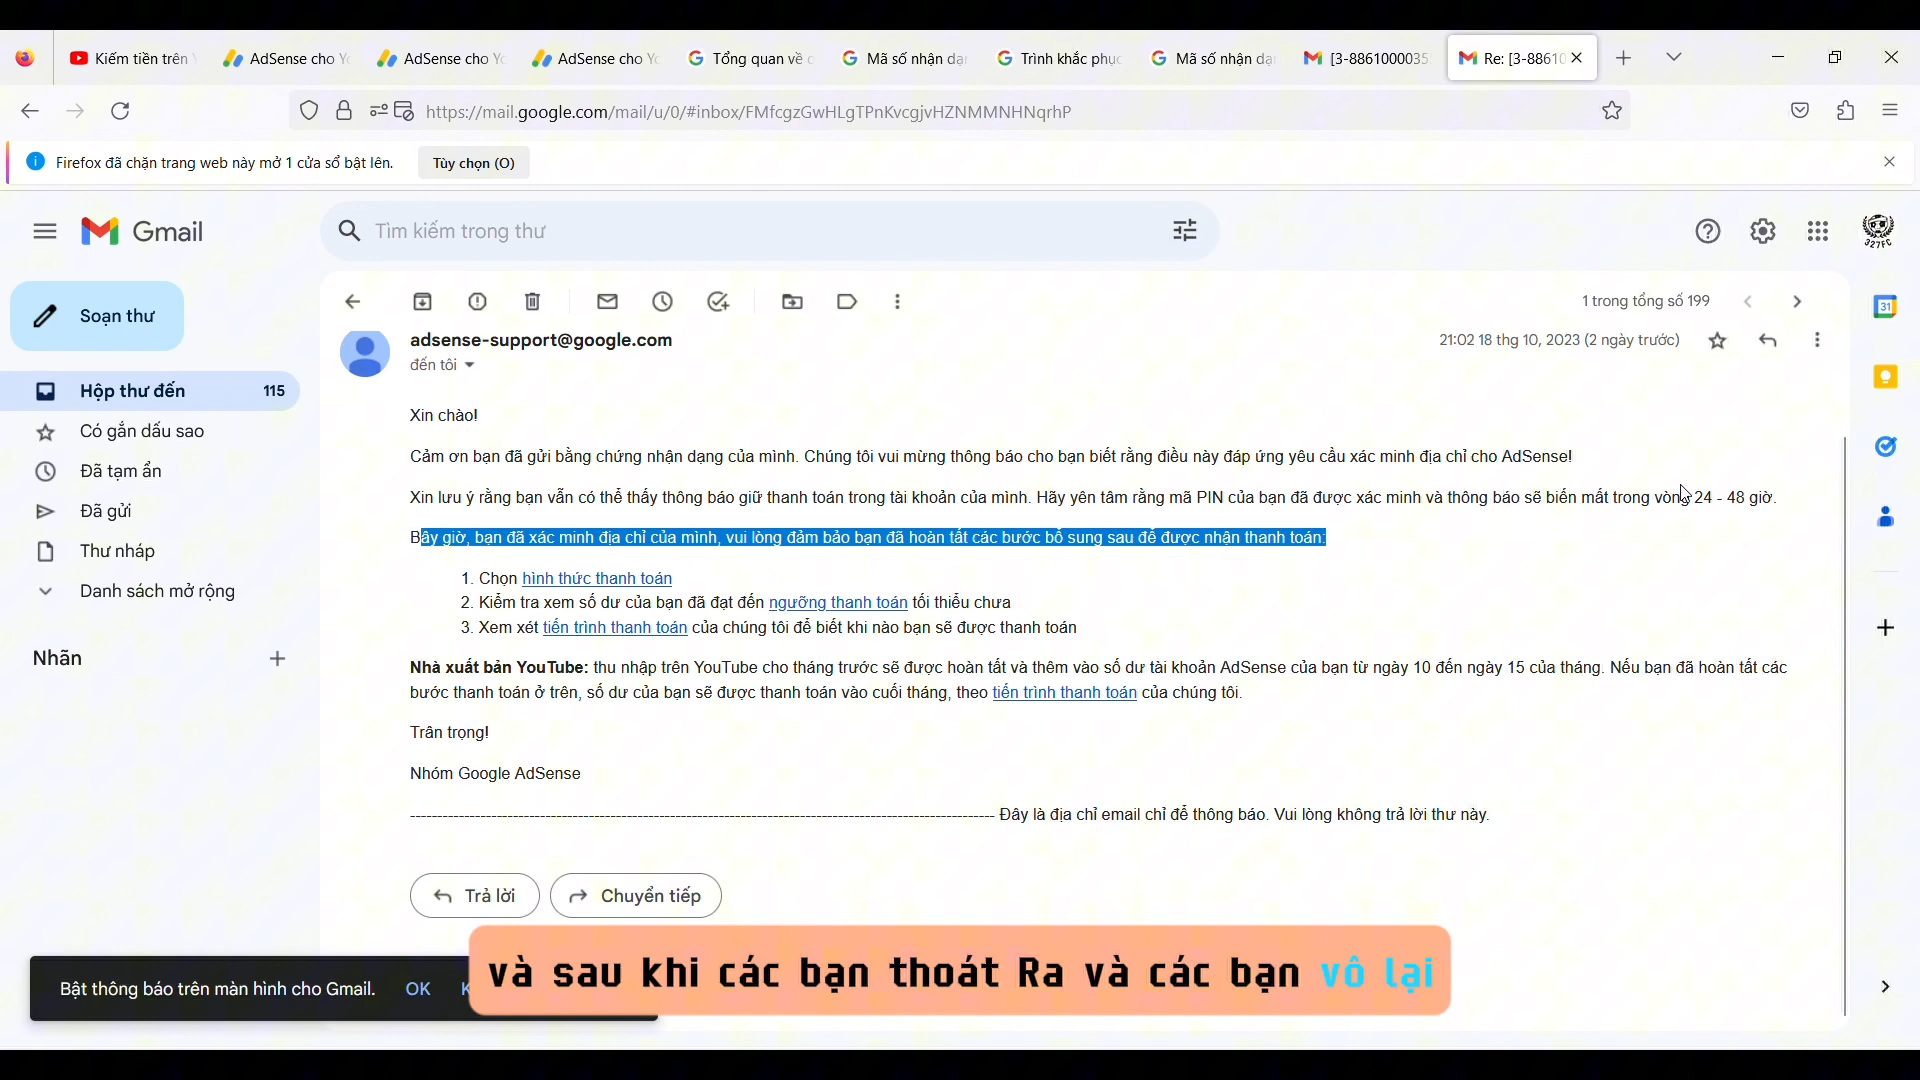 Kiếm tiền trên
AdSense cho Yo
AdSense cho Yo
AdSense cho Yo
Tổng quan về c
Mã số nhận dạ
Trình khắc phục
Mã số nhận dạ
[3-8861000035
Re: [3-88610
https://mail.google.com/mail/u/0/#inbox/FMfcgzGwHLgTPnKvcgjvHZNMMNHNqrhP
Firefox đã chặn trang web này mở 1 cửa sổ bật lên.
Tùy chọn (O)
Gmail
Tìm kiếm trong thư
327FC
Soạn thư
1 trong tổng số 199
31
adsense-support@google.com
21:02 18 thg 10, 2023 (2 ngày trước)
đến tôi
Hộp thư đến 115
Có gắn dấu sao
Đã tạm ẩn
Đã gửi
Thư nháp
Danh sách mở rộng
Nhãn
Xin chào!
Cảm ơn bạn đã gửi bằng chứng nhận dạng của mình. Chúng tôi vui mừng thông báo cho bạn biết rằng điều này đáp ứng yêu cầu xác minh địa chỉ cho AdSense!
Xin lưu ý rằng bạn vẫn có thể thấy thông báo giữ thanh toán trong tài khoản của mình. Hãy yên tâm rằng mã PIN của bạn đã được xác minh và thông báo sẽ biến mất trong vòng 24 - 48 giờ.
Bây giờ, bạn đã xác minh địa chỉ của mình, vui lòng đảm bảo bạn đã hoàn tất các bước bổ sung sau để được nhận thanh toán:
1. Chọn hình thức thanh toán
2. Kiểm tra xem số dư của bạn đã đạt đến ngưỡng thanh toán tối thiểu chưa
3. Xem xét tiến trình thanh toán của chúng tôi để biết khi nào bạn sẽ được thanh toán
Nhà xuất bản YouTube: thu nhập trên YouTube cho tháng trước sẽ được hoàn tất và thêm vào số dư tài khoản AdSense của bạn từ ngày 10 đến ngày 15 của tháng. Nếu bạn đã hoàn tất các
bước thanh toán ở trên, số dư của bạn sẽ được thanh toán vào cuối tháng, theo tiến trình thanh toán của chúng tôi.
Trân trọng!
Nhóm Google AdSense
---------------------------------------------------------------------------------------------------------- Đây là địa chỉ email chỉ để thông báo. Vui lòng không trả lời thư này.
Trả lời
Chuyển tiếp
Bật thông báo trên màn hình cho Gmail. OK K
và sau khi các bạn thoát Ra và các bạn vô lại